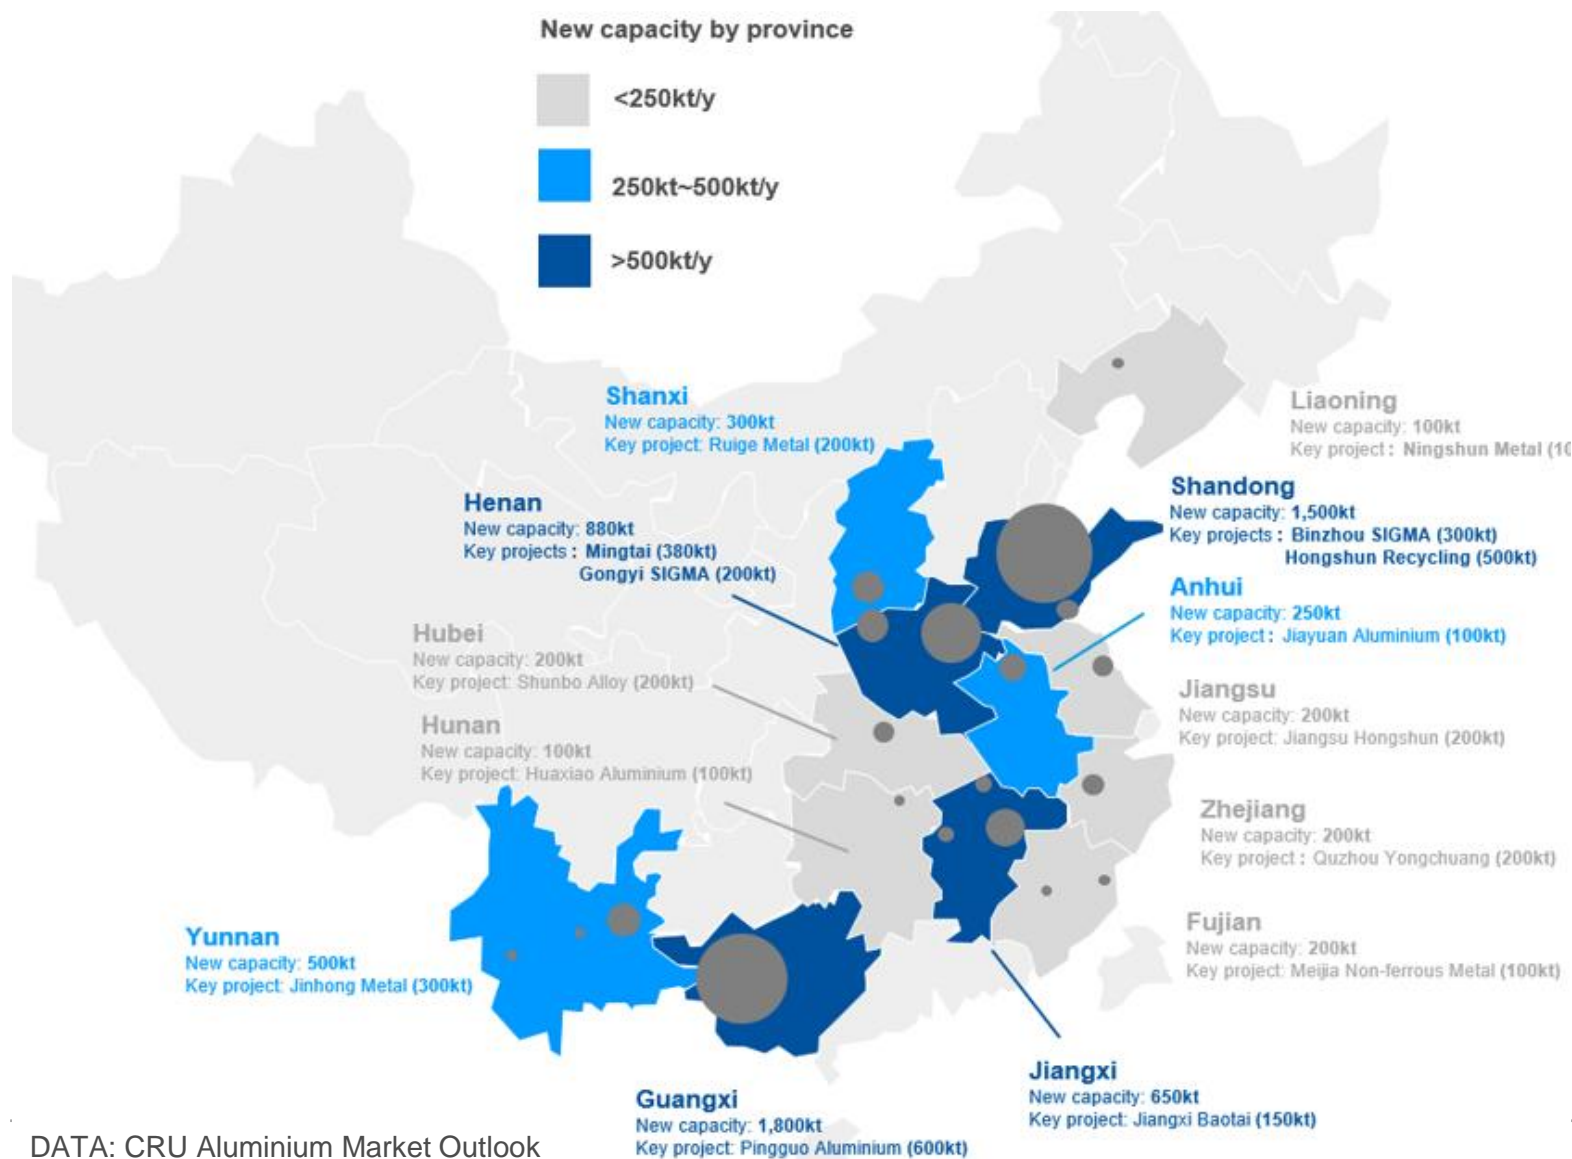 New capacity by province
<250kt/y
250kt~500kt/y
>500kt/y
Shanxi
New capacity: 300kt
Key project: Ruige Metal (200kt)
Liaoning
New capacity: 100kt
Key project: Ningshun Metal (10
Henan
New capacity: 880kt
Key projects: Mingtai (380kt)
Gongyi SIGMA (200kt)
Shandong
New capacity: 1,500kt
Key projects: Binzhou SIGMA (300kt)
Hongshun Recycling (500kt)
Anhui
New capacity: 250kt
Key project: Jiayuan Aluminium (100kt)
Hubei
New capacity: 200kt
Key project: Shunbo Alloy (200kt)
Jiangsu
New capacity: 200kt
Key project: Jiangsu Hongshun (200kt)
Hunan
New capacity: 100kt
Key project: Huaxiao Aluminium (100kt)
Zhejiang
New capacity: 200kt
Key project: Quzhou Yongchuang (200kt)
Fujian
New capacity: 200kt
Key project: Meijia Non-ferrous Metal (100kt)
Yunnan
New capacity: 500kt
Key project: Jinhong Metal (300kt)
Jiangxi
New capacity: 650kt
Key project: Jiangxi Baotai (150kt)
Guangxi
New capacity: 1,800kt
Key project: Pingguo Aluminium (600kt)
DATA: CRU Aluminium Market Outlook